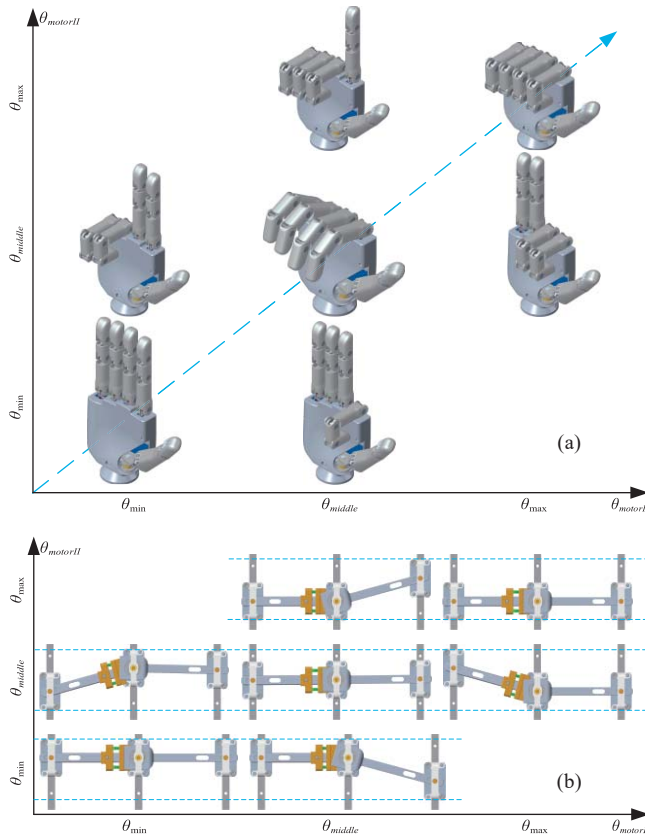 θmotorII
θmax
θmiddle
θmin
(a)
θmin
θmiddle
θmax
θmotorI
θmotorII
θmax
θmiddle
θmin
(b)
θmin
θmiddle
θmax
θmotorI